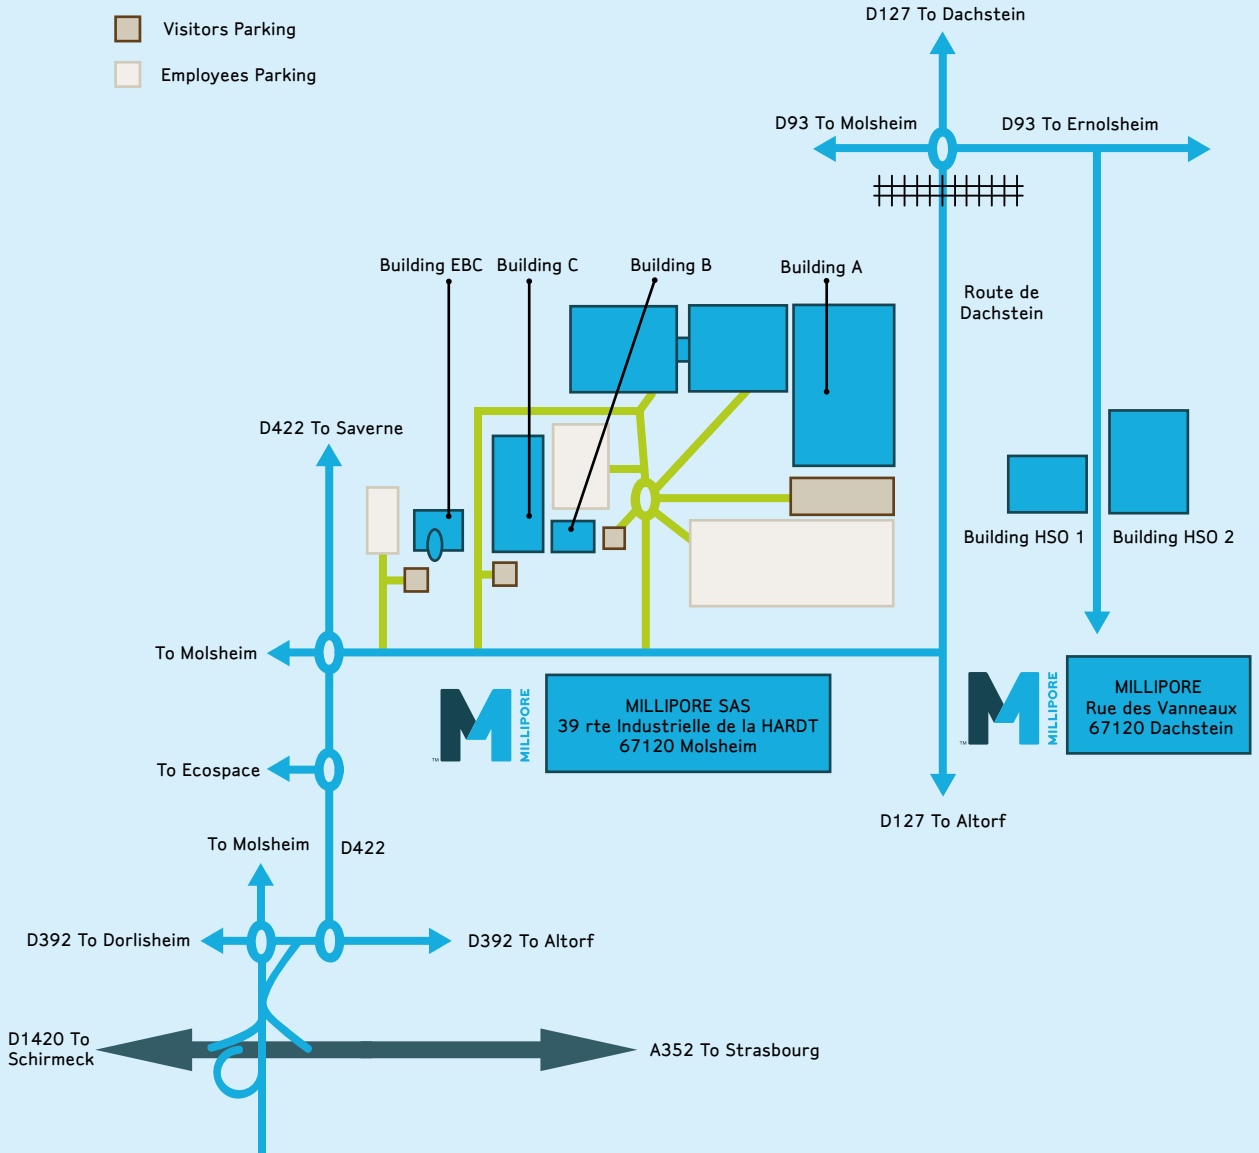 Visitors Parking
Employees Parking
D127 To Dachstein
D93 To Molsheim
D93 To Ernolsheim
Building EBC
Building C
Building B
Building A
Route de
Dachstein
D422 To Saverne
Building HSO 1
Building HSO 2
To Molsheim
MILLIPORE
™
MILLIPORE SAS
39 rte Industrielle de la HARDT
67120 Molsheim
MILLIPORE
™
MILLIPORE
Rue des Vanneaux
67120 Dachstein
To Ecospace
D127 To Altorf
To Molsheim
D422
D392 To Dorlisheim
D392 To Altorf
D1420 To
Schirmeck
A352 To Strasbourg